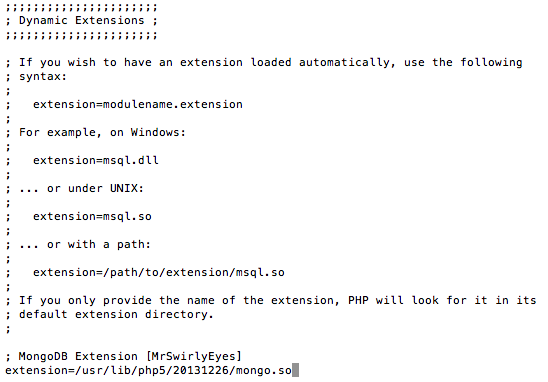 ;;;;;;;;;;;;;;;;;;;;;;
; Dynamic Extensions ;
;;;;;;;;;;;;;;;;;;;;;;
; If you wish to have an extension loaded automatically, use the following
; syntax:
;
;   extension=modulename.extension
;
; For example, on Windows:
;
;   extension=msql.dll
;
; ... or under UNIX:
;
;   extension=msql.so
;
; ... or with a path:
;
;   extension=/path/to/extension/msql.so
;
; If you only provide the name of the extension, PHP will look for it in its
; default extension directory.
;
; MongoDB Extension [MrSwirlyEyes]
extension=/usr/lib/php5/20131226/mongo.so